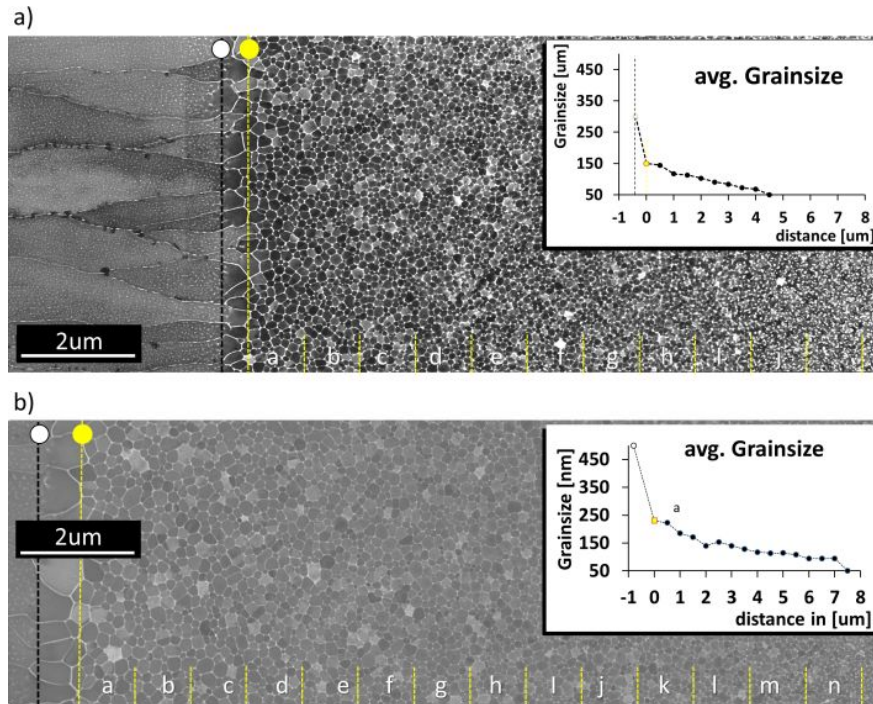 a)
avg. Grainsize
Grainsize [um]
450
350
250
150
50
-1 0 1 2 3 4 5 6 7 8
distance [um]
2um
a b c d e f g h I j
b)
avg. Grainsize
Grainsize [nm]
450
350
250
150
50
a
-1 0 1 2 3 4 5 6 7 8
distance in [um]
2um
a b c d e f g h I j k l m n